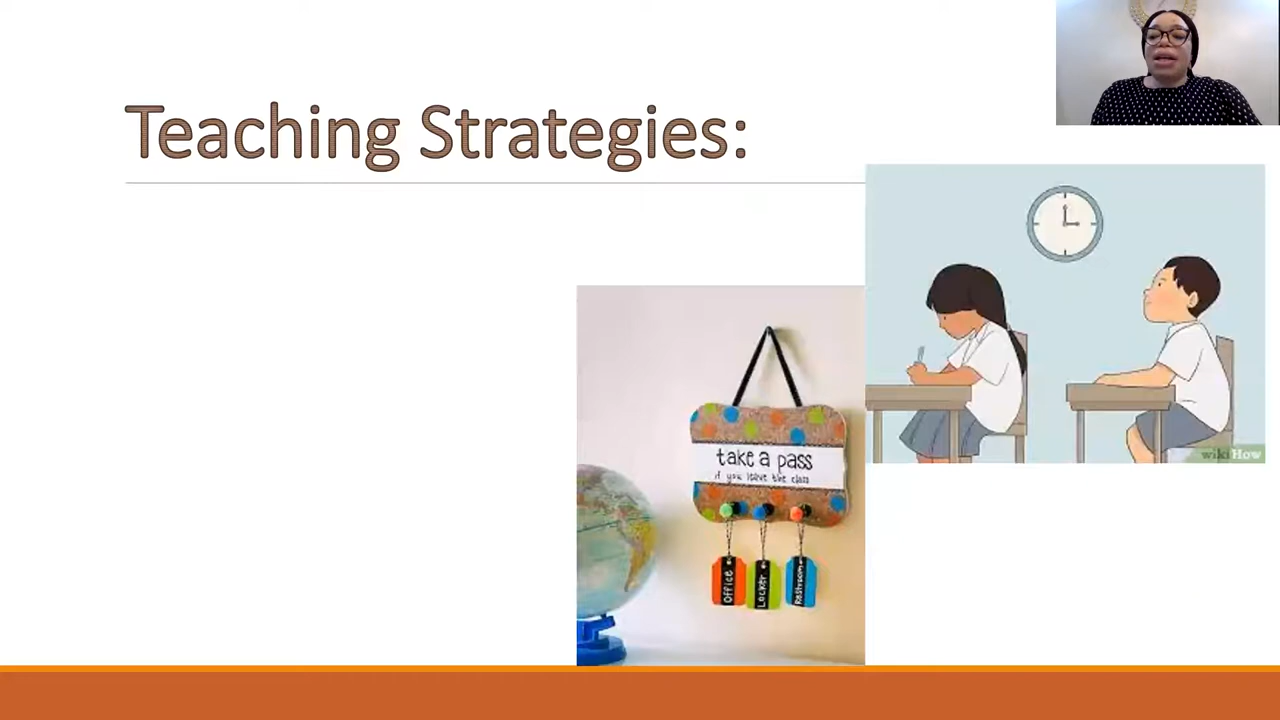 Teaching Strategies:
take a pass
if you leave the class
Office
Locker
Restroom
wikiHow